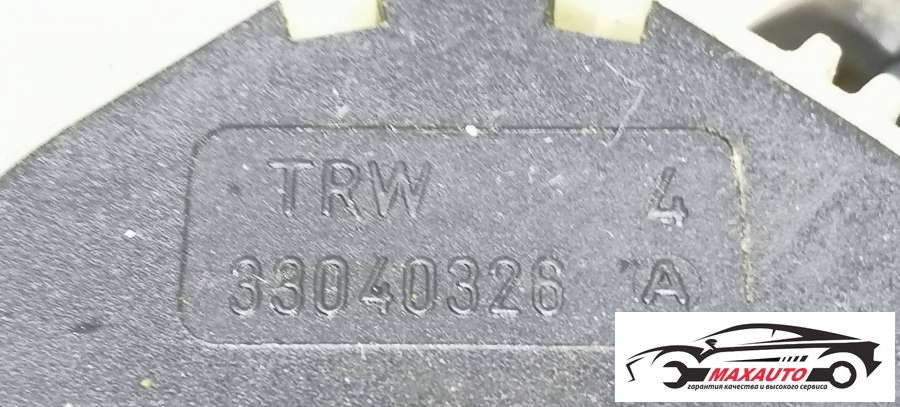 TRW 4
33040326 A
MAXAUTO
гарантия качества и высокого сервиса